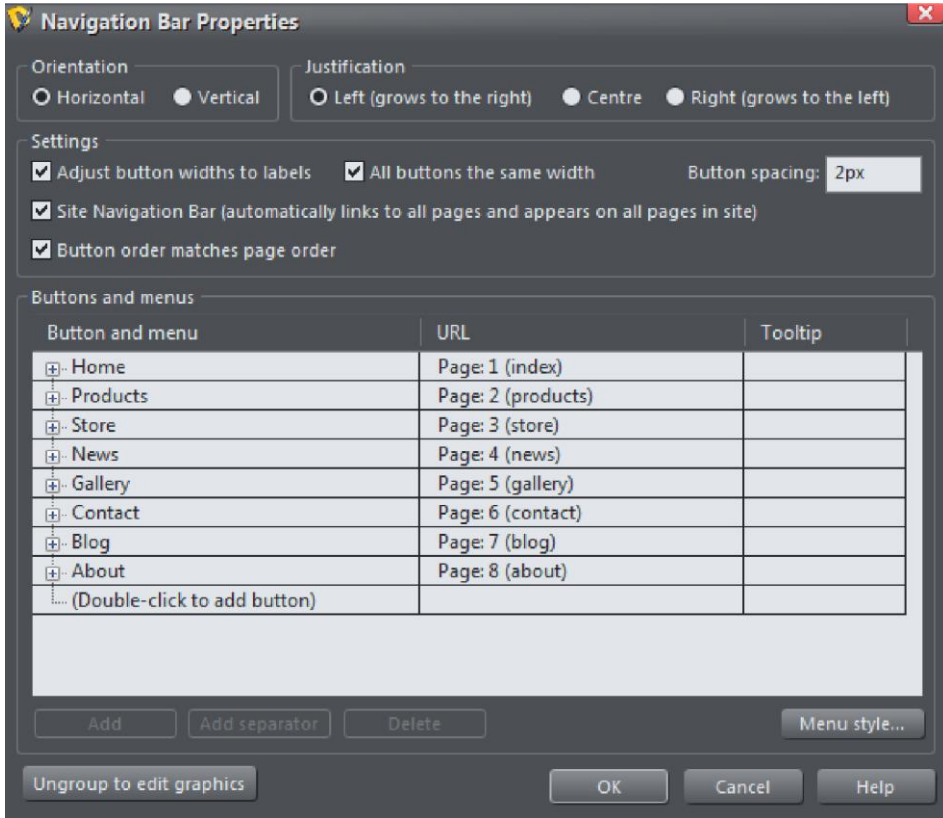 Navigation Bar Properties
Orientation
Horizontal Vertical
Justification
Left (grows to the right) Centre Right (grows to the left)
Settings
Adjust button widths to labels All buttons the same width Button spacing: 2px
Site Navigation Bar (automatically links to all pages and appears on all pages in site)
Button order matches page order
Buttons and menus
Button and menu URL Tooltip
Home Page: 1 (index)
Products Page: 2 (products)
Store Page: 3 (store)
News Page: 4 (news)
Gallery Page: 5 (gallery)
Contact Page: 6 (contact)
Blog Page: 7 (blog)
About Page: 8 (about)
(Double-click to add button)
Add Add separator Delete Menu style...
Ungroup to edit graphics OK Cancel Help